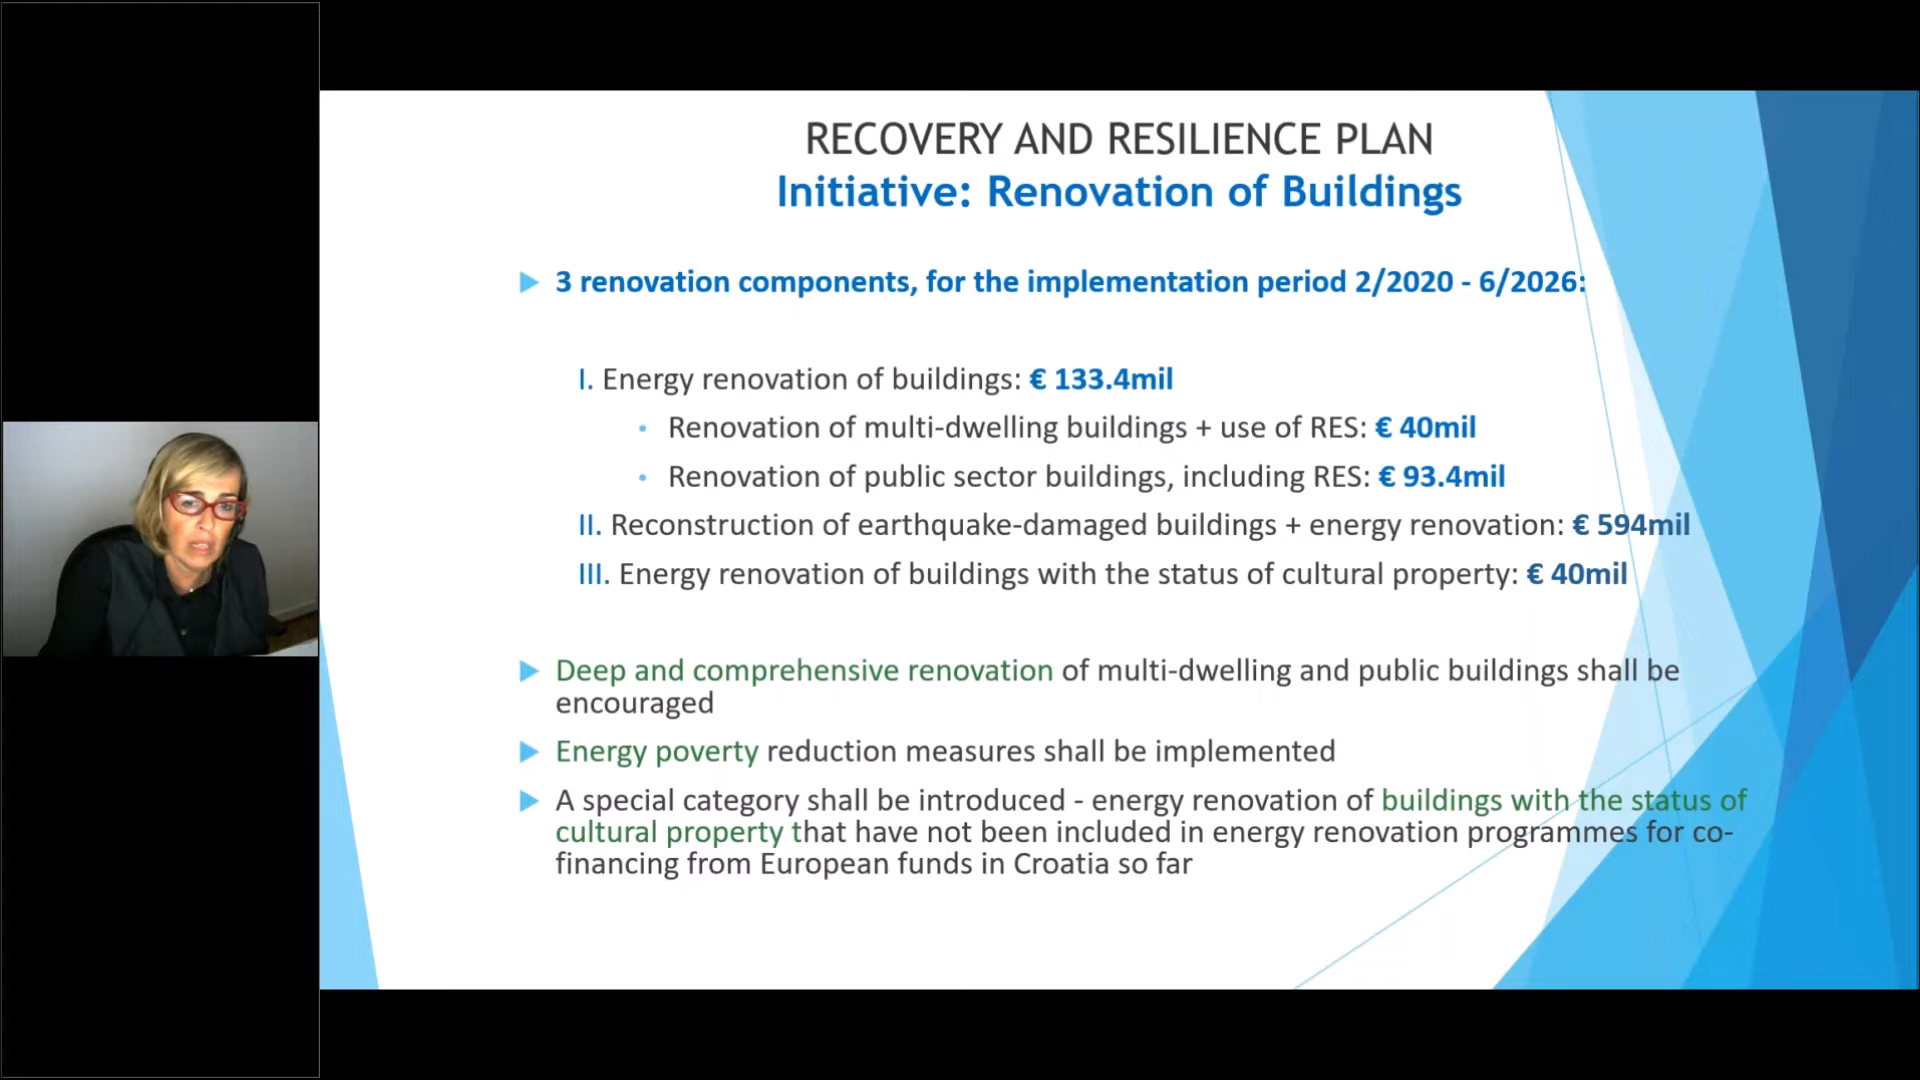 RECOVERY AND RESILIENCE PLAN
Initiative: Renovation of Buildings
3 renovation components, for the implementation period 2/2020 - 6/2026:
I. Energy renovation of buildings: € 133.4mil
• Renovation of multi-dwelling buildings + use of RES: € 40mil
• Renovation of public sector buildings, including RES: € 93.4mil
II. Reconstruction of earthquake-damaged buildings + energy renovation: € 594mil
III. Energy renovation of buildings with the status of cultural property: € 40mil
Deep and comprehensive renovation of multi-dwelling and public buildings shall be
encouraged
Energy poverty reduction measures shall be implemented
A special category shall be introduced - energy renovation of buildings with the status of
cultural property that have not been included in energy renovation programmes for co-
financing from European funds in Croatia so far